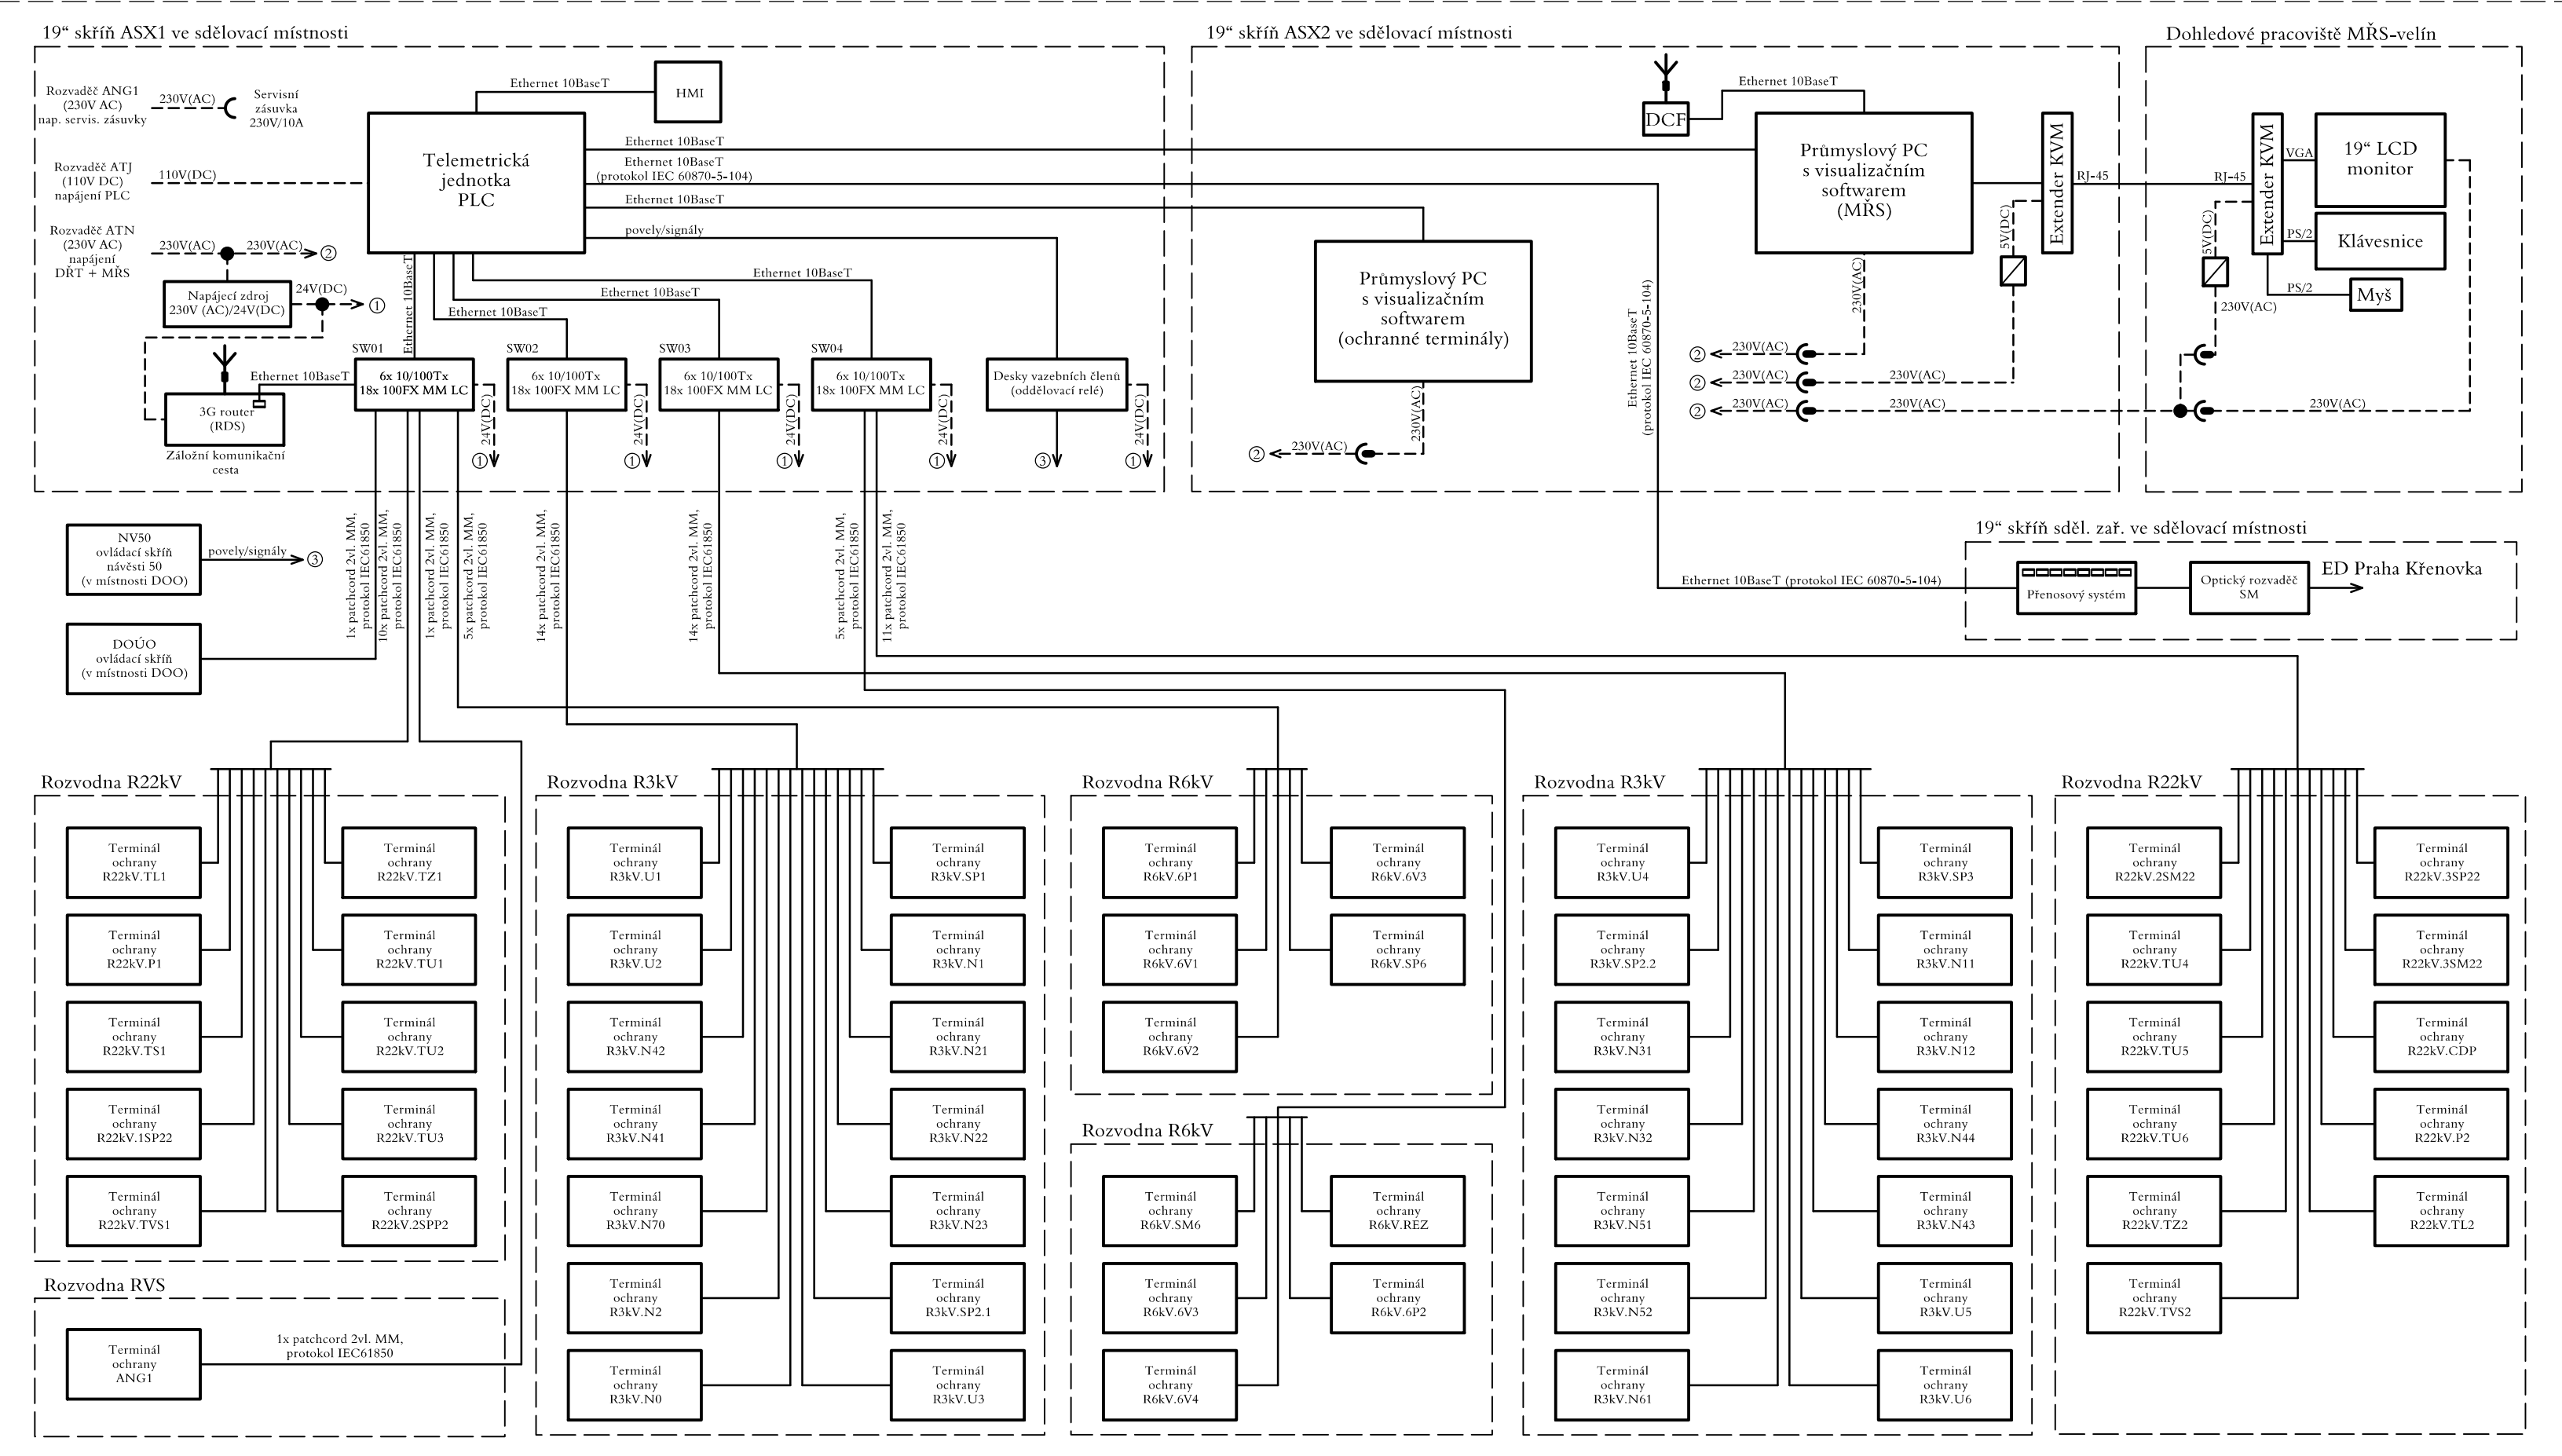 19“ skříň ASX1 ve sdělovací místnosti
Rozvaděč ANG1
(230V AC)
nap. servis. zásuvky
230V(AC)
Servisní
zásuvka
230V/10A
Rozvaděč ATJ
(110V DC)
napájení PLC
110V(DC)
Rozvaděč ATN
(230V AC)
napájení
DŘT + MŘS
230V(AC)
230V(AC)
2
Napájecí zdroj
230V (AC)/24V(DC)
24V(DC)
1
3G router
(RDS)
Záložní komunikační
cesta
Ethernet 10BaseT
Ethernet 10BaseT
HMI
Telemetrická
jednotka
PLC
Ethernet 10BaseT
Ethernet 10BaseT
(protokol IEC 60870-5-104)
Ethernet 10BaseT
povely/signály
Ethernet 10BaseT
Ethernet 10BaseT
Ethernet 10BaseT
Ethernet 10BaseT
SW01
6x 10/100Tx
18x 100FX MM LC
24V(DC)
1
SW02
6x 10/100Tx
18x 100FX MM LC
24V(DC)
1
SW03
6x 10/100Tx
18x 100FX MM LC
24V(DC)
1
SW04
6x 10/100Tx
18x 100FX MM LC
24V(DC)
1
Desky vazebních členů
(oddělovací relé)
3
24V(DC)
1
19“ skříň ASX2 ve sdělovací místnosti
DCF
Ethernet 10BaseT
Průmyslový PC
s visualizačním
softwarem
(MŘS)
Extender KVM
RJ-45
5V(DC)
230V(AC)
Průmyslový PC
s visualizačním
softwarem
(ochranné terminály)
230V(AC)
2
230V(AC)
2
230V(AC)
2
230V(AC)
230V(AC)
2
230V(AC)
230V(AC)
Ethernet 10BaseT
(protokol IEC 60870-5-104)
Dohledové pracoviště MŘS-velín
RJ-45
Extender KVM
VGA
19“ LCD
monitor
PS/2
Klávesnice
PS/2
Myš
5V(DC)
230V(AC)
230V(AC)
19“ skříň sděl. zař. ve sdělovací místnosti
Ethernet 10BaseT (protokol IEC 60870-5-104)
Přenosový systém
Optický rozvaděč
SM
ED Praha Křenovka
NV50
ovládací skříň
návěsti 50
(v místnosti DOO)
povely/signály
3
DOÚO
ovládací skříň
(v místnosti DOO)
1x patchcord 2vl. MM,
protokol IEC61850
10x patchcord 2vl. MM,
protokol IEC61850
1x patchcord 2vl. MM,
protokol IEC61850
5x patchcord 2vl. MM,
protokol IEC61850
14x patchcord 2vl. MM,
protokol IEC61850
14x patchcord 2vl. MM,
protokol IEC61850
5x patchcord 2vl. MM,
protokol IEC61850
11x patchcord 2vl. MM,
protokol IEC61850
Rozvodna R22kV
Terminál
ochrany
R22kV.TL1
Terminál
ochrany
R22kV.P1
Terminál
ochrany
R22kV.TS1
Terminál
ochrany
R22kV.1SP22
Terminál
ochrany
R22kV.TVS1
Terminál
ochrany
R22kV.TZ1
Terminál
ochrany
R22kV.TU1
Terminál
ochrany
R22kV.TU2
Terminál
ochrany
R22kV.TU3
Terminál
ochrany
R22kV.2SPP2
Rozvodna RVS
Terminál
ochrany
ANG1
1x patchcord 2vl. MM,
protokol IEC61850
Rozvodna R3kV
Terminál
ochrany
R3kV.U1
Terminál
ochrany
R3kV.U2
Terminál
ochrany
R3kV.N42
Terminál
ochrany
R3kV.N41
Terminál
ochrany
R3kV.N70
Terminál
ochrany
R3kV.N2
Terminál
ochrany
R3kV.N0
Terminál
ochrany
R3kV.SP1
Terminál
ochrany
R3kV.N1
Terminál
ochrany
R3kV.N21
Terminál
ochrany
R3kV.N22
Terminál
ochrany
R3kV.N23
Terminál
ochrany
R3kV.SP2.1
Terminál
ochrany
R3kV.U3
Rozvodna R6kV
Terminál
ochrany
R6kV.6P1
Terminál
ochrany
R6kV.6V1
Terminál
ochrany
R6kV.6V2
Terminál
ochrany
R6kV.6V3
Terminál
ochrany
R6kV.SP6
Rozvodna R6kV
Terminál
ochrany
R6kV.SM6
Terminál
ochrany
R6kV.6V3
Terminál
ochrany
R6kV.6V4
Terminál
ochrany
R6kV.REZ
Terminál
ochrany
R6kV.6P2
Rozvodna R3kV
Terminál
ochrany
R3kV.U4
Terminál
ochrany
R3kV.SP2.2
Terminál
ochrany
R3kV.N31
Terminál
ochrany
R3kV.N32
Terminál
ochrany
R3kV.N51
Terminál
ochrany
R3kV.N52
Terminál
ochrany
R3kV.N61
Terminál
ochrany
R3kV.SP3
Terminál
ochrany
R3kV.N11
Terminál
ochrany
R3kV.N12
Terminál
ochrany
R3kV.N44
Terminál
ochrany
R3kV.N43
Terminál
ochrany
R3kV.U5
Terminál
ochrany
R3kV.U6
Rozvodna R22kV
Terminál
ochrany
R22kV.2SM22
Terminál
ochrany
R22kV.TU4
Terminál
ochrany
R22kV.TU5
Terminál
ochrany
R22kV.TU6
Terminál
ochrany
R22kV.TZ2
Terminál
ochrany
R22kV.TVS2
Terminál
ochrany
R22kV.3SP22
Terminál
ochrany
R22kV.3SM22
Terminál
ochrany
R22kV.CDP
Terminál
ochrany
R22kV.P2
Terminál
ochrany
R22kV.TL2